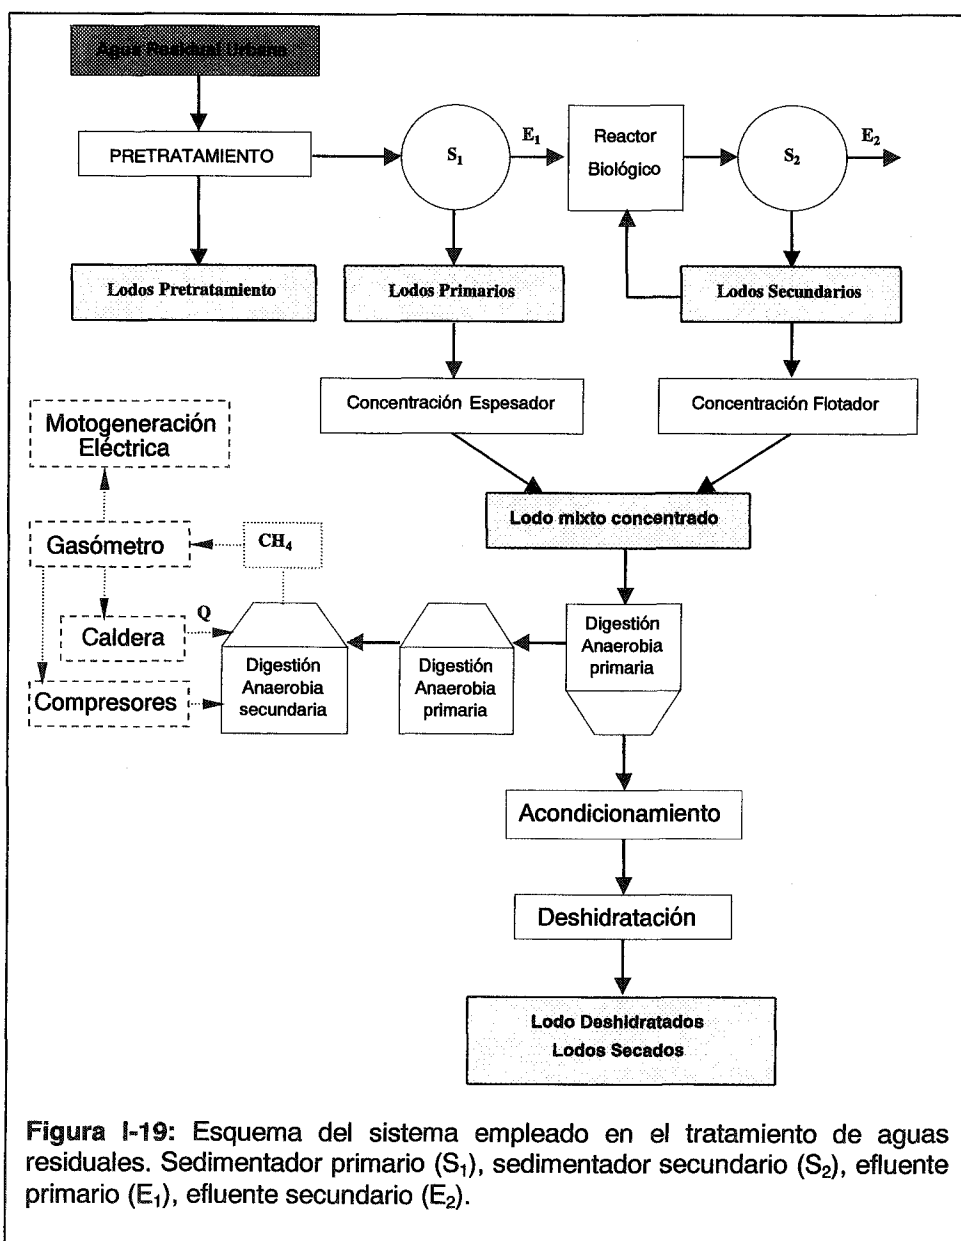 Agua Residual Urbana
PRETRATAMIENTO
S1
E1
Reactor
Biológico
S2
E2
Lodos Pretratamiento
Lodos Primarios
Lodos Secundarios
Concentración Espesador
Concentración Flotador
Motogeneración
Eléctrica
Lodo mixto concentrado
Gasómetro
CH4
Caldera
Q
Compresores
Digestión
Anaerobia
secundaria
Digestión
Anaerobia
primaria
Digestión
Anaerobia
primaria
Acondicionamiento
Deshidratación
Lodo Deshidratados
Lodos Secados
Figura I-19: Esquema del sistema empleado en el tratamiento de aguas
residuales. Sedimentador primario (S1), sedimentador secundario (S2), efluente
primario (E1), efluente secundario (E2).